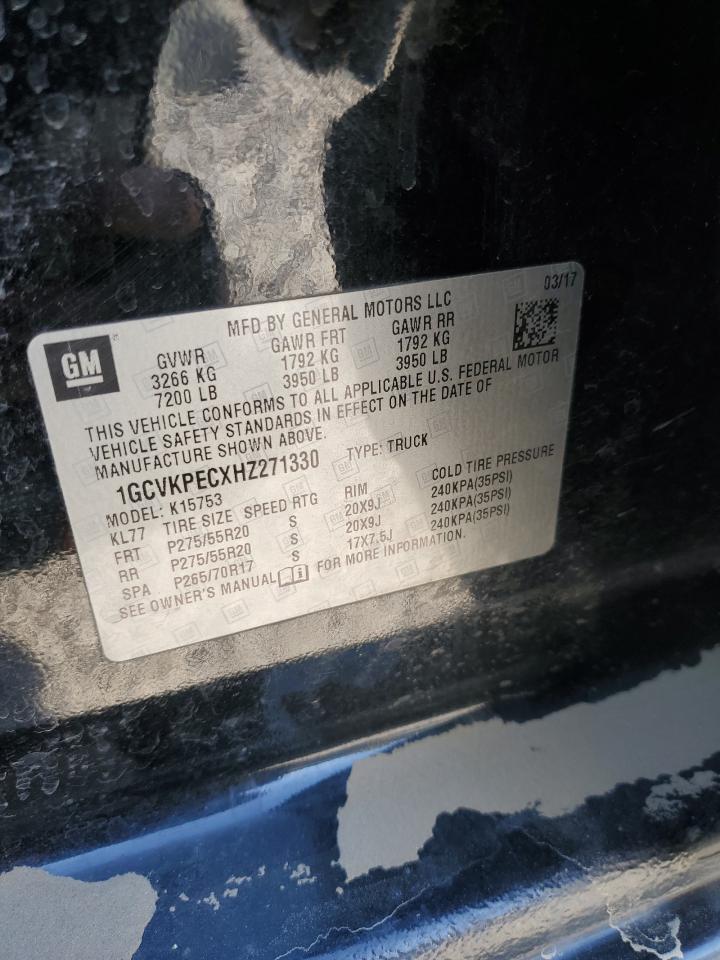 03/17
MFD BY GENERAL MOTORS LLC
GM
GVWR GAWR FRT GAWR RR
3266 KG 1792 KG 1792 KG
7200 LB 3950 LB 3950 LB
THIS VEHICLE CONFORMS TO ALL APPLICABLE U.S. FEDERAL MOTOR
VEHICLE SAFETY STANDARDS IN EFFECT ON THE DATE OF
MANUFACTURE SHOWN ABOVE.
1GCVKPECXHZ271330 TYPE: TRUCK
MODEL: K15753
KL77 TIRE SIZE SPEED RTG RIM COLD TIRE PRESSURE
FRT P275/55R20 S 20X9J 240KPA(35PSI)
RR P275/55R20 S 20X9J 240KPA(35PSI)
SPA P265/70R17 S 17X7.5J 240KPA(35PSI)
SEE OWNER'S MANUAL FOR MORE INFORMATION.